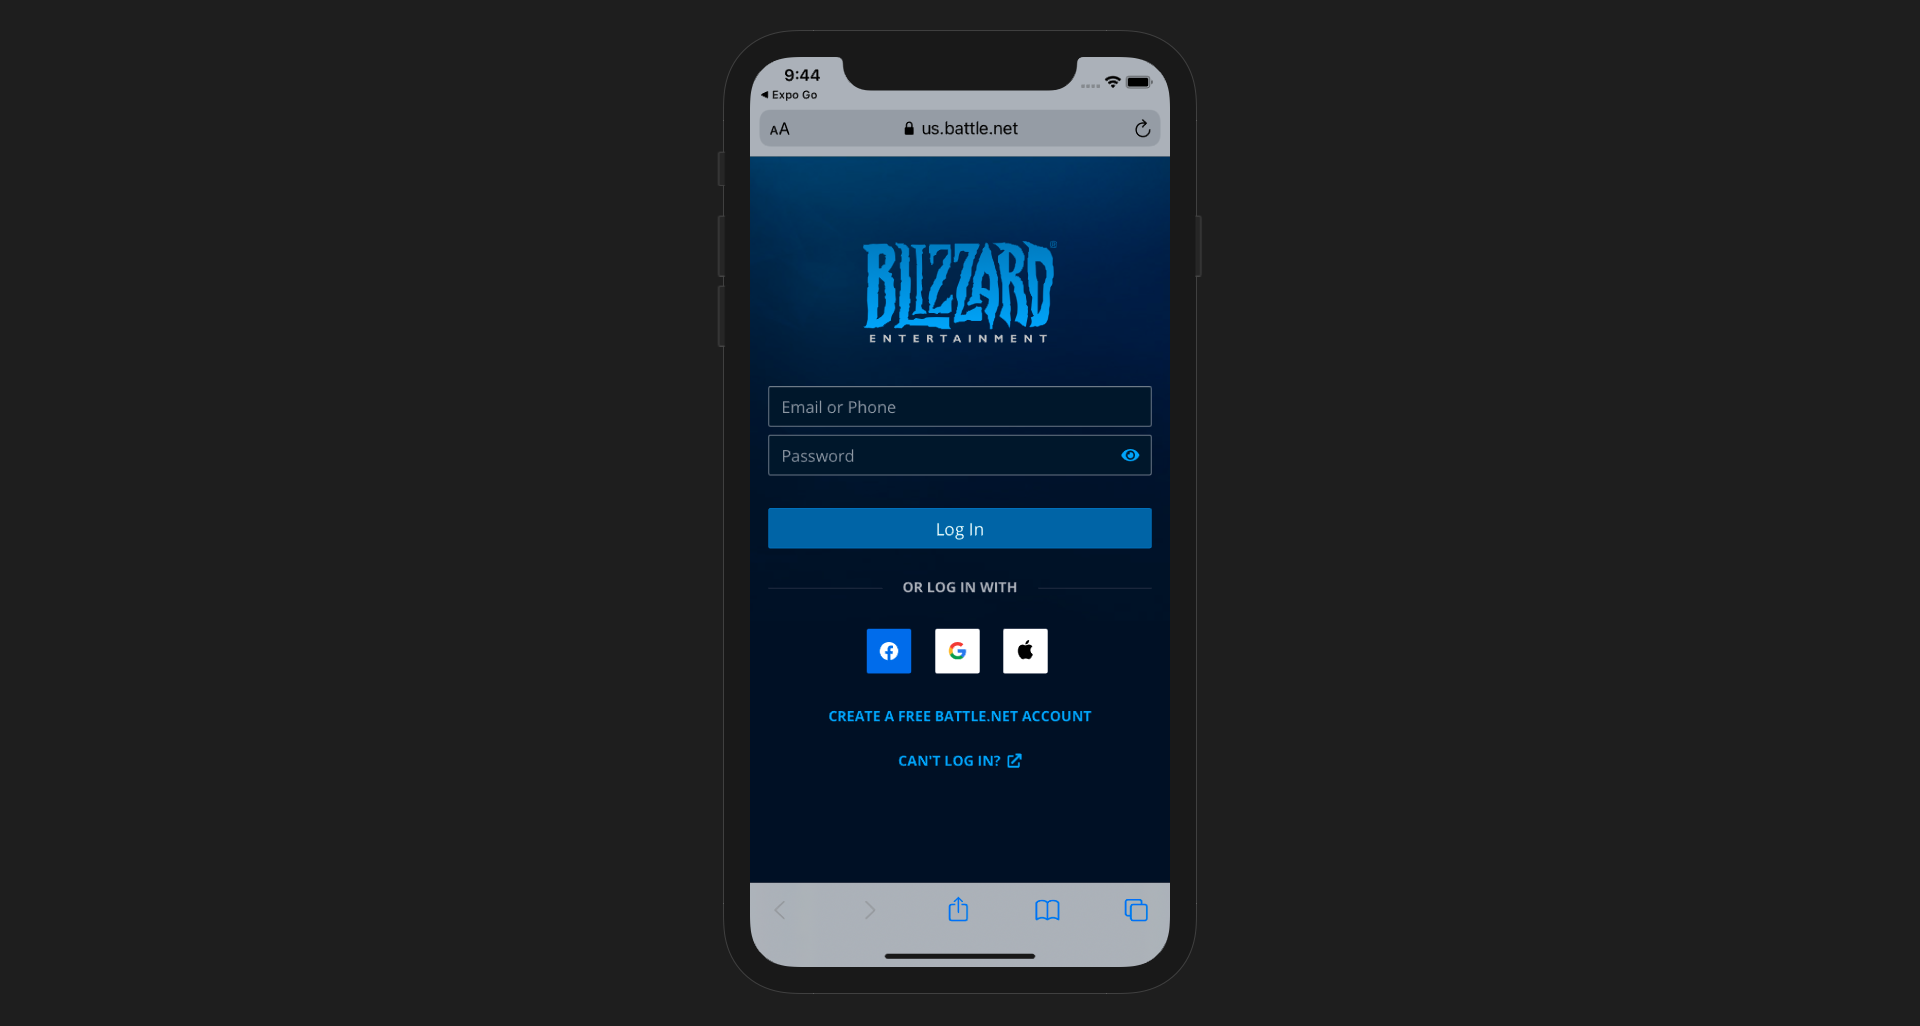 9:44
◀ Expo Go
AA
us.battle.net
BLIZZARD®
ENTERTAINMENT
Email or Phone
Password
Log In
OR LOG IN WITH
CREATE A FREE BATTLE.NET ACCOUNT
CAN'T LOG IN?